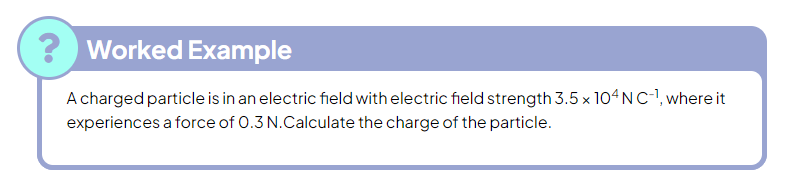 ?
Worked Example
A charged particle is in an electric field with electric field strength 3.5 × 10⁴ N C⁻¹, where it
experiences a force of 0.3 N.Calculate the charge of the particle.